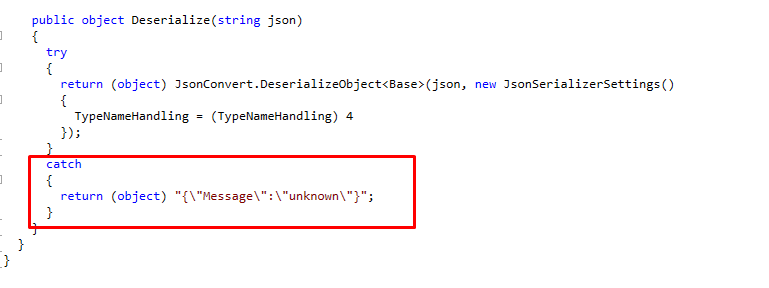 public object Deserialize(string json)
{
try
{
return (object) JsonConvert.DeserializeObject<Base>(json, new JsonSerializerSettings()
{
TypeNameHandling = (TypeNameHandling) 4
});
}
catch
{
return (object) "{\"Message\":\"unknown\"}";
}
}
}
}